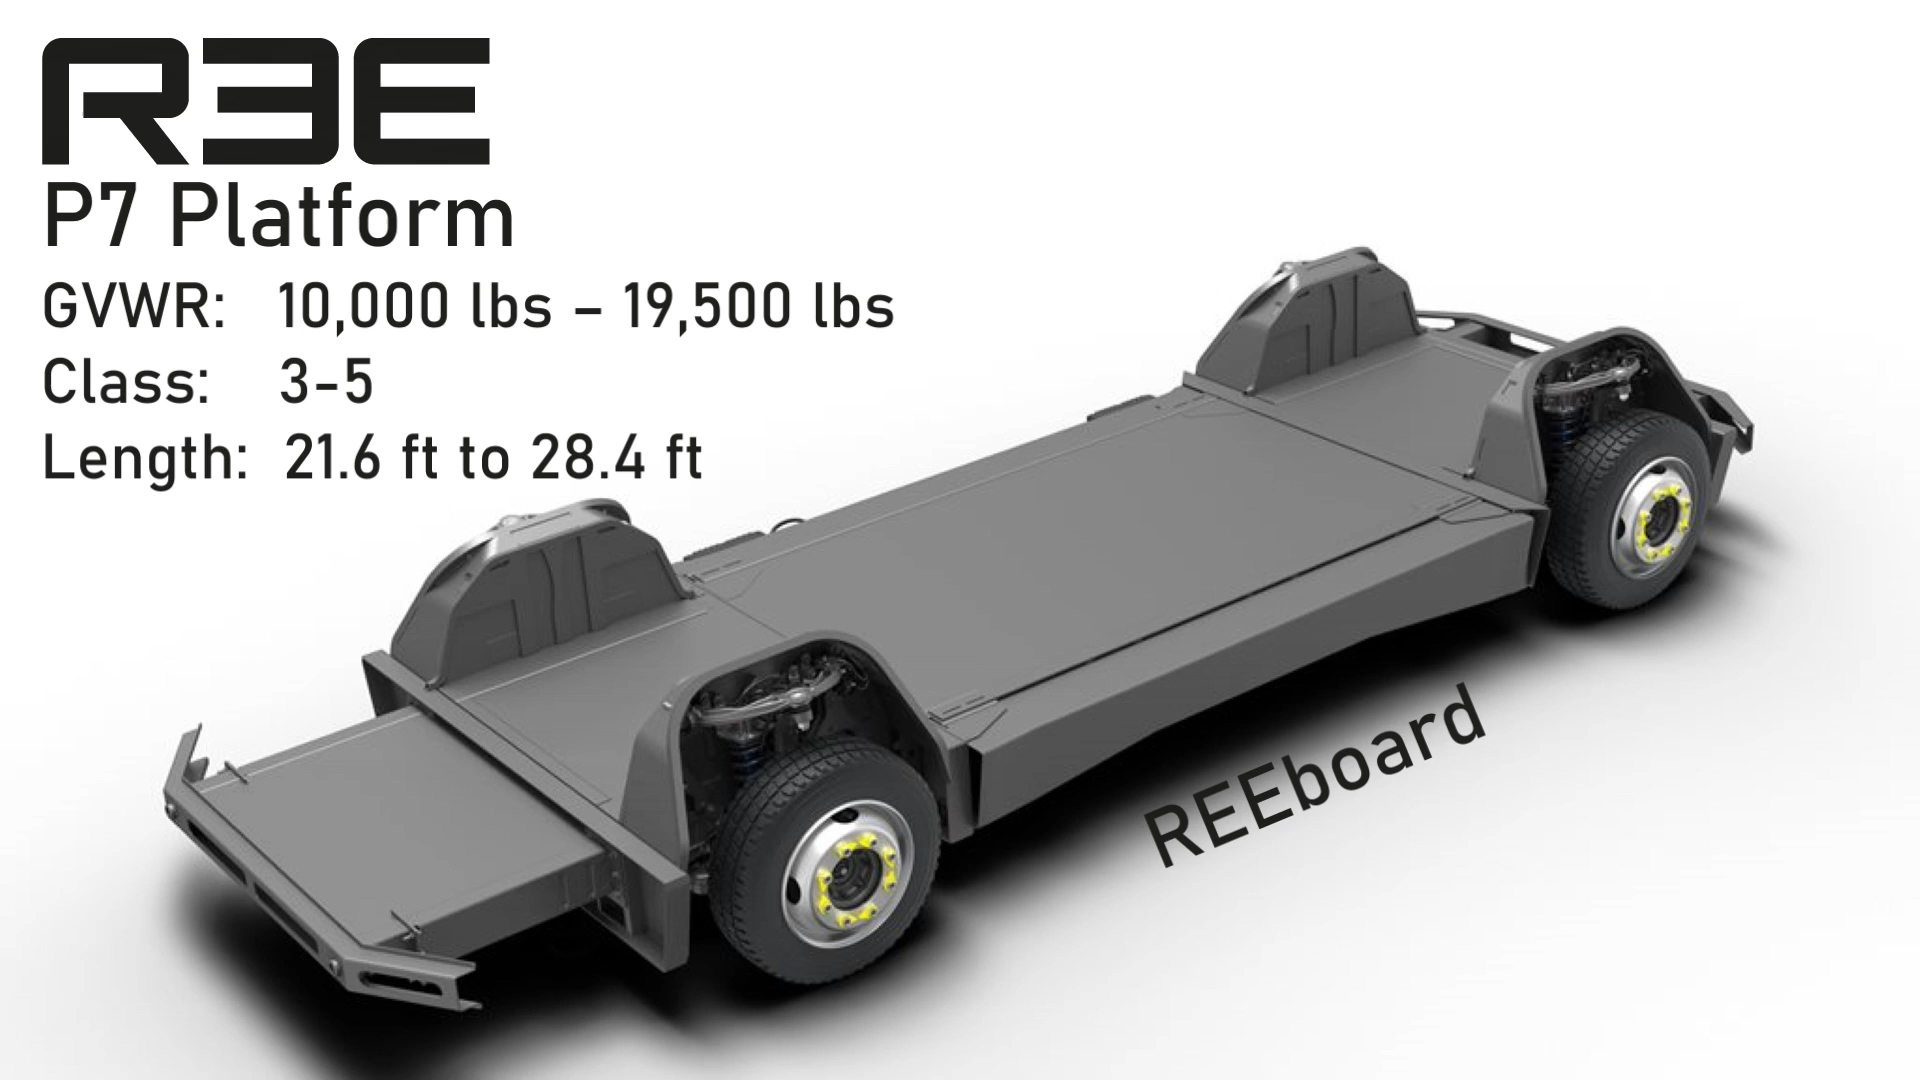 REE
P7 Platform
GVWR: 10,000 lbs – 19,500 lbs
Class: 3-5
Length: 21.6 ft to 28.4 ft
REEboard